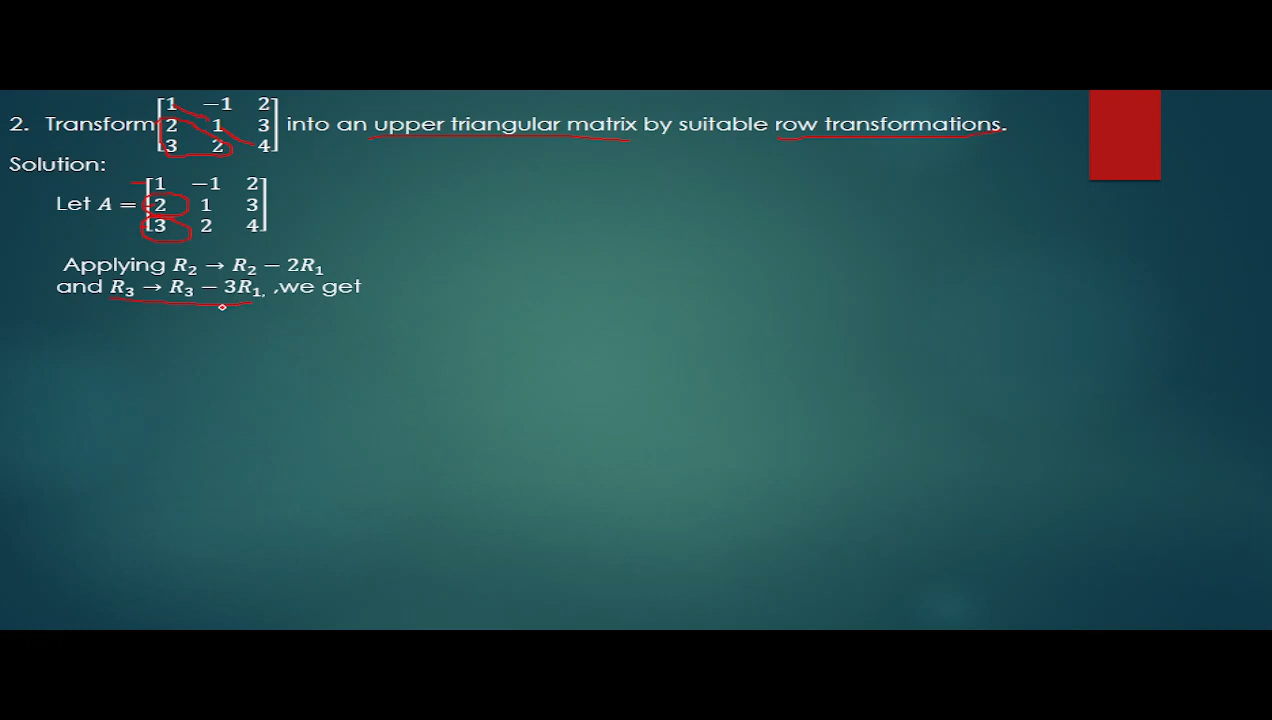 1 −1 2
2. Transform 2 1 3 into an upper triangular matrix by suitable row transformations.
3 2 4
Solution:
1 −1 2
Let A = 2 1 3
3 2 4
Applying R₂ → R₂ − 2R₁
and R₃ → R₃ − 3R₁, ,we get